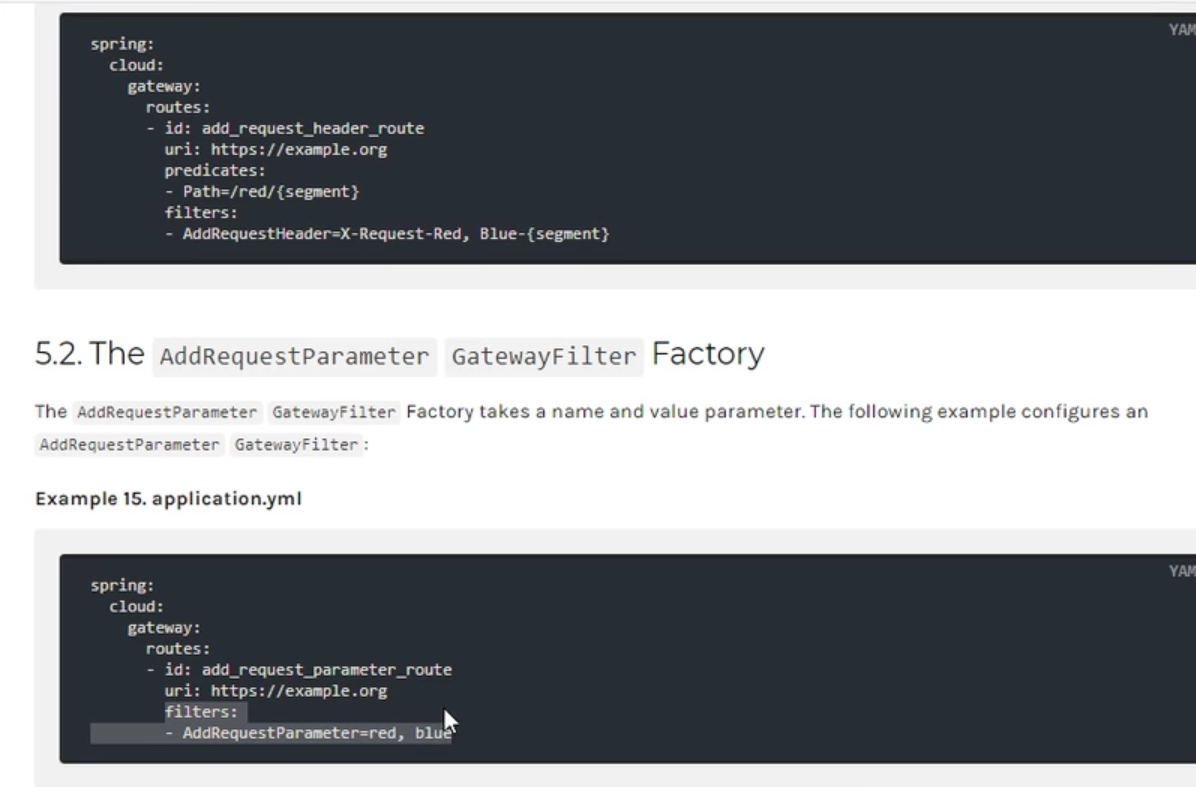 YAM
spring:
  cloud:
    gateway:
      routes:
      - id: add_request_header_route
        uri: https://example.org
        predicates:
        - Path=/red/{segment}
        filters:
        - AddRequestHeader=X-Request-Red, Blue-{segment}
5.2. The AddRequestParameter GatewayFilter Factory
The AddRequestParameter GatewayFilter Factory takes a name and value parameter. The following example configures an
AddRequestParameter GatewayFilter:
Example 15. application.yml
YAM
spring:
  cloud:
    gateway:
      routes:
      - id: add_request_parameter_route
        uri: https://example.org
        filters:
        - AddRequestParameter=red, blue